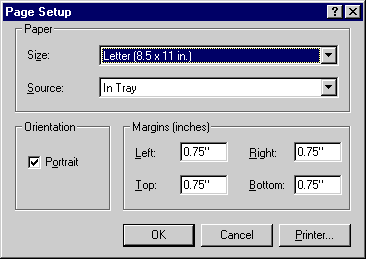 Page Setup
Paper
Size: Letter (8.5 x 11 in.)
Source: In Tray
Orientation
Portrait
Margins (inches)
Left: 0.75" Right: 0.75"
Top: 0.75" Bottom: 0.75"
OK Cancel Printer...